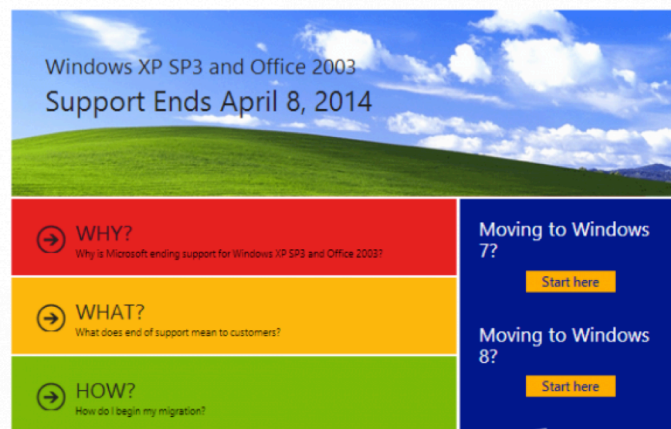 Windows XP SP3 and Office 2003
Support Ends April 8, 2014
WHY?
Why is Microsoft ending support for Windows XP SP3 and Office 2003?
WHAT?
What does end of support mean to customers?
HOW?
How do I begin my migration?
Moving to Windows
7?
Start here
Moving to Windows
8?
Start here